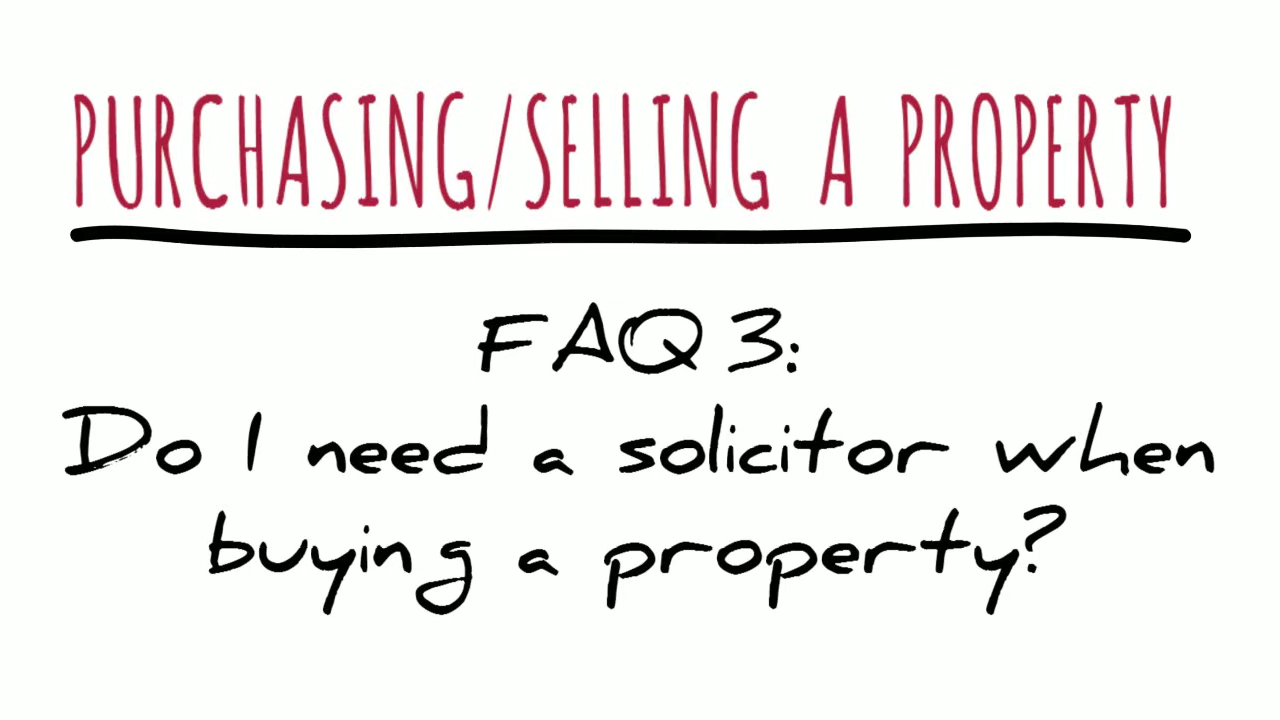 PURCHASING/SELLING A PROPERTY
FAQ 3:
Do I need a solicitor when
buying a property?